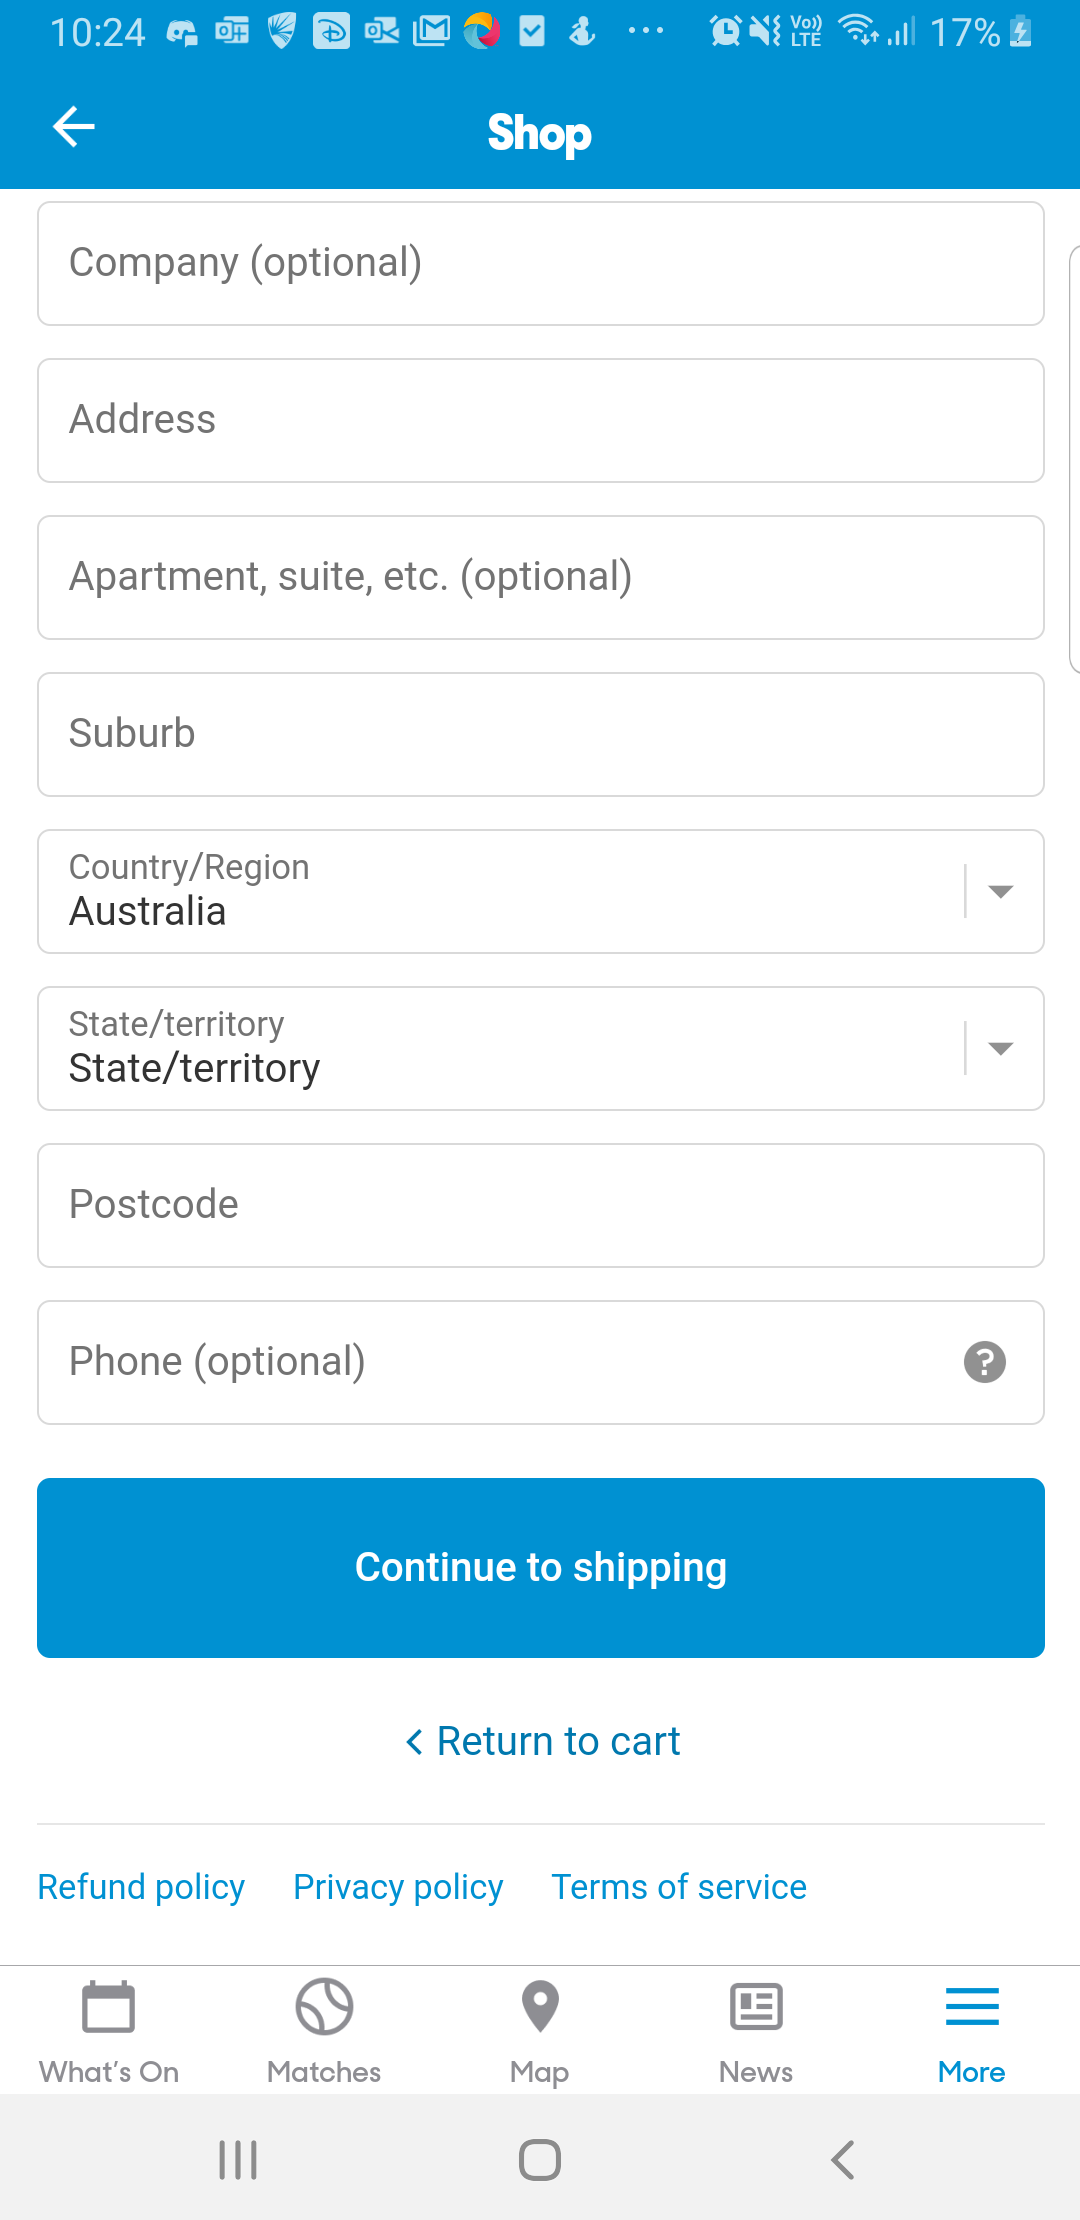 10:24
Vo)) LTE 17%
Shop
Company (optional)
Address
Apartment, suite, etc. (optional)
Suburb
Country/Region
Australia
State/territory
State/territory
Postcode
Phone (optional)
?
Continue to shipping
< Return to cart
Refund policy Privacy policy Terms of service
What's On Matches Map News More